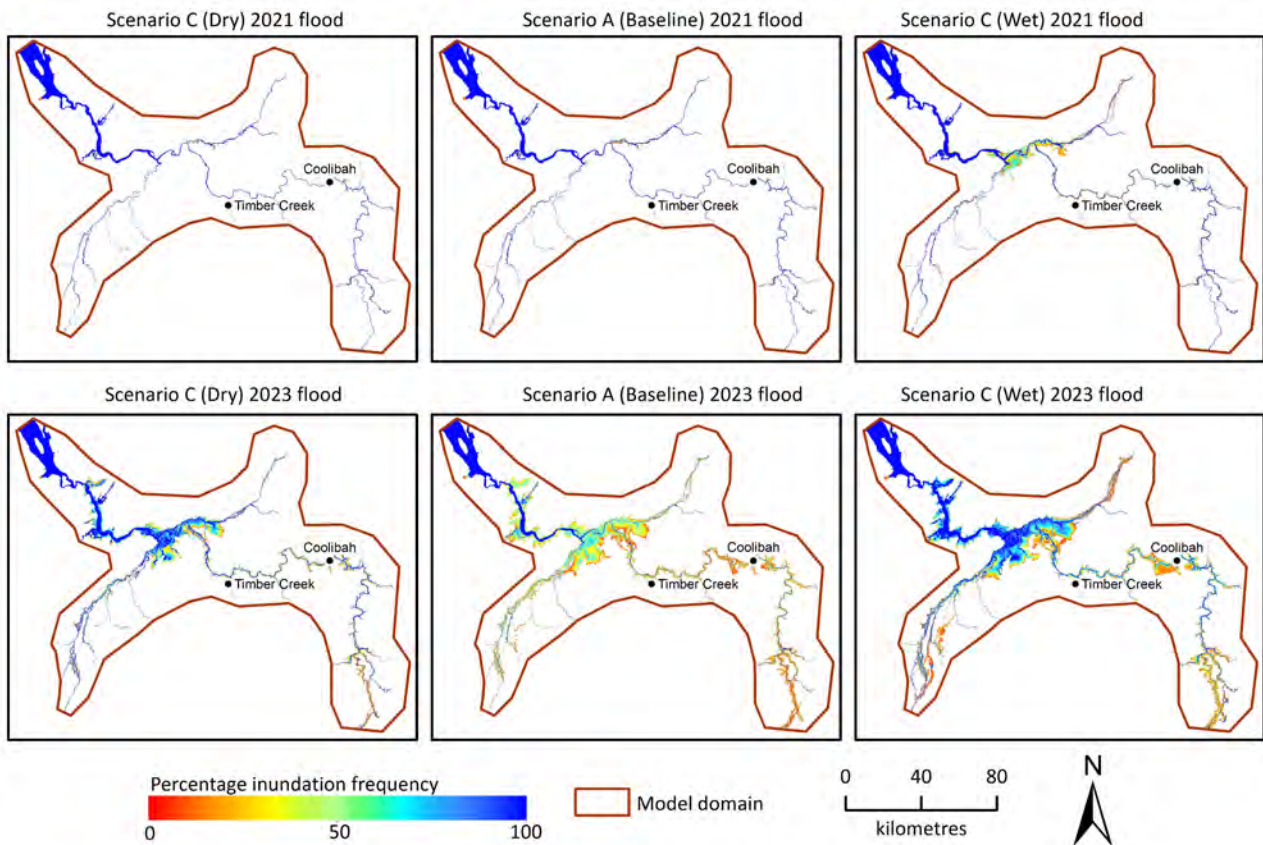 Scenario C (Dry) 2021 flood
Scenario A (Baseline) 2021 flood
Scenario C (Wet) 2021 flood
Coolibah
Timber Creek
Coolibah
Timber Creek
Coolibah
Timber Creek
Scenario C (Dry) 2023 flood
Scenario A (Baseline) 2023 flood
Scenario C (Wet) 2023 flood
Coolibah
Timber Creek
Coolibah
Timber Creek
Coolibah
Timber Creek
Percentage inundation frequency
0 50 100
Model domain
0 40 80
kilometres
N